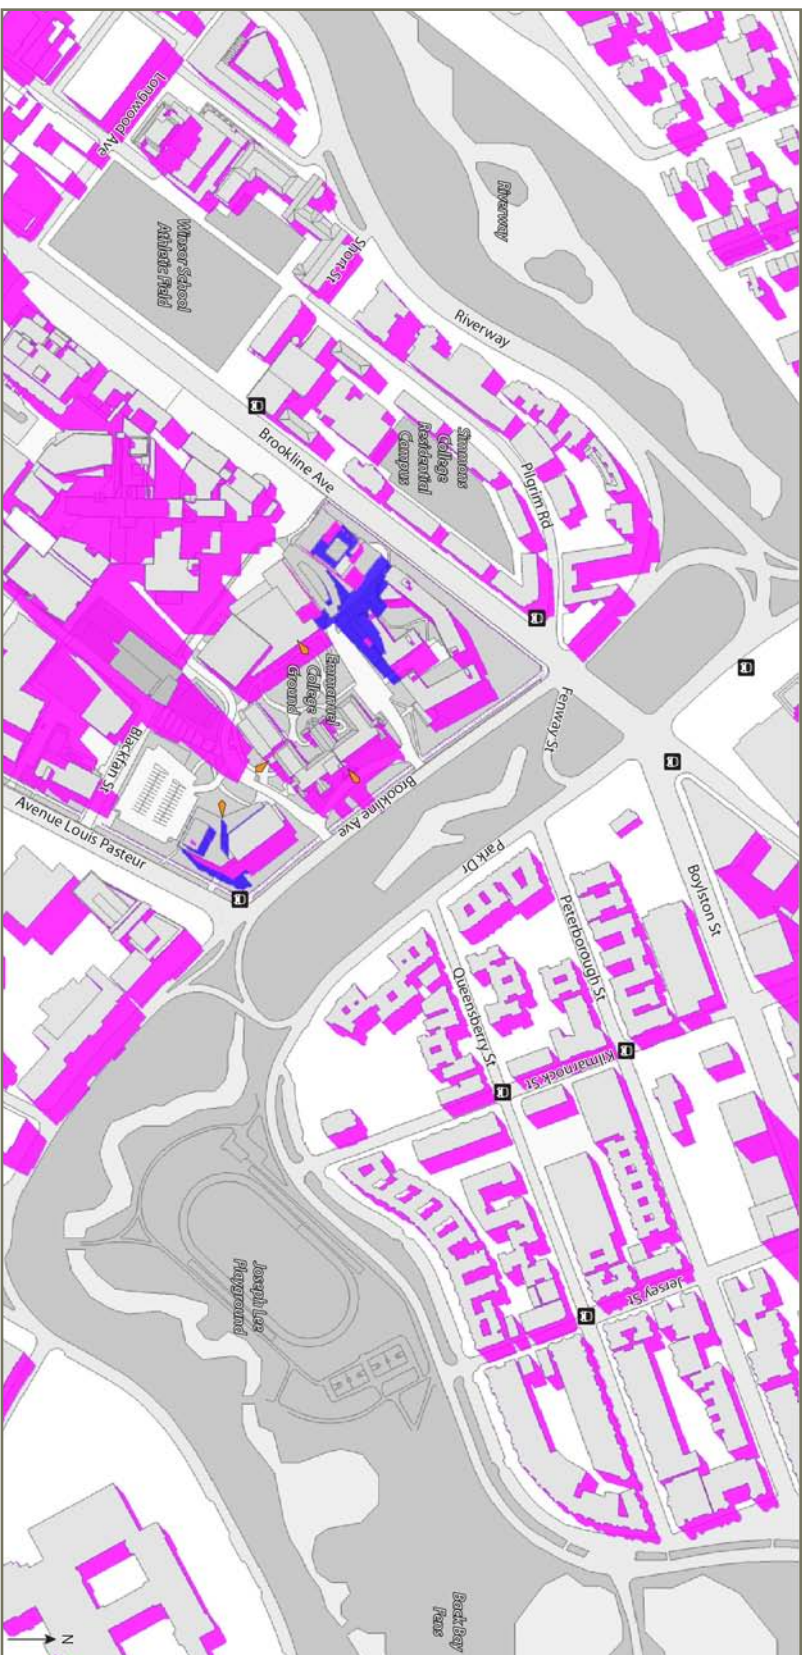 Longwood Ave
Winsor School
Athletic Field
Short St
Riverway
Riverway
Simmons
College
Residential
Campus
Brookline Ave
Pilgrim Rd
Emmanuel
College
Ground
Fenway St
Blackfan St
Brookline Ave
Avenue Louis Pasteur
Park Dr
Peterborough St
Boylston St
Queensberry St
Kilmarnock St
Joseph Lee
Playground
Jersey St
Back Bay
Fens
N